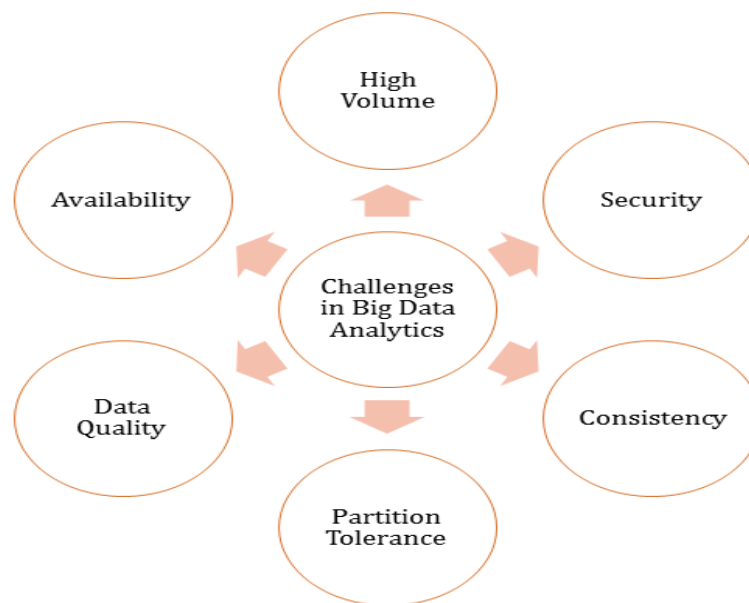 High
Volume
Availability
Security
Challenges
in Big Data
Analytics
Data
Quality
Consistency
Partition
Tolerance